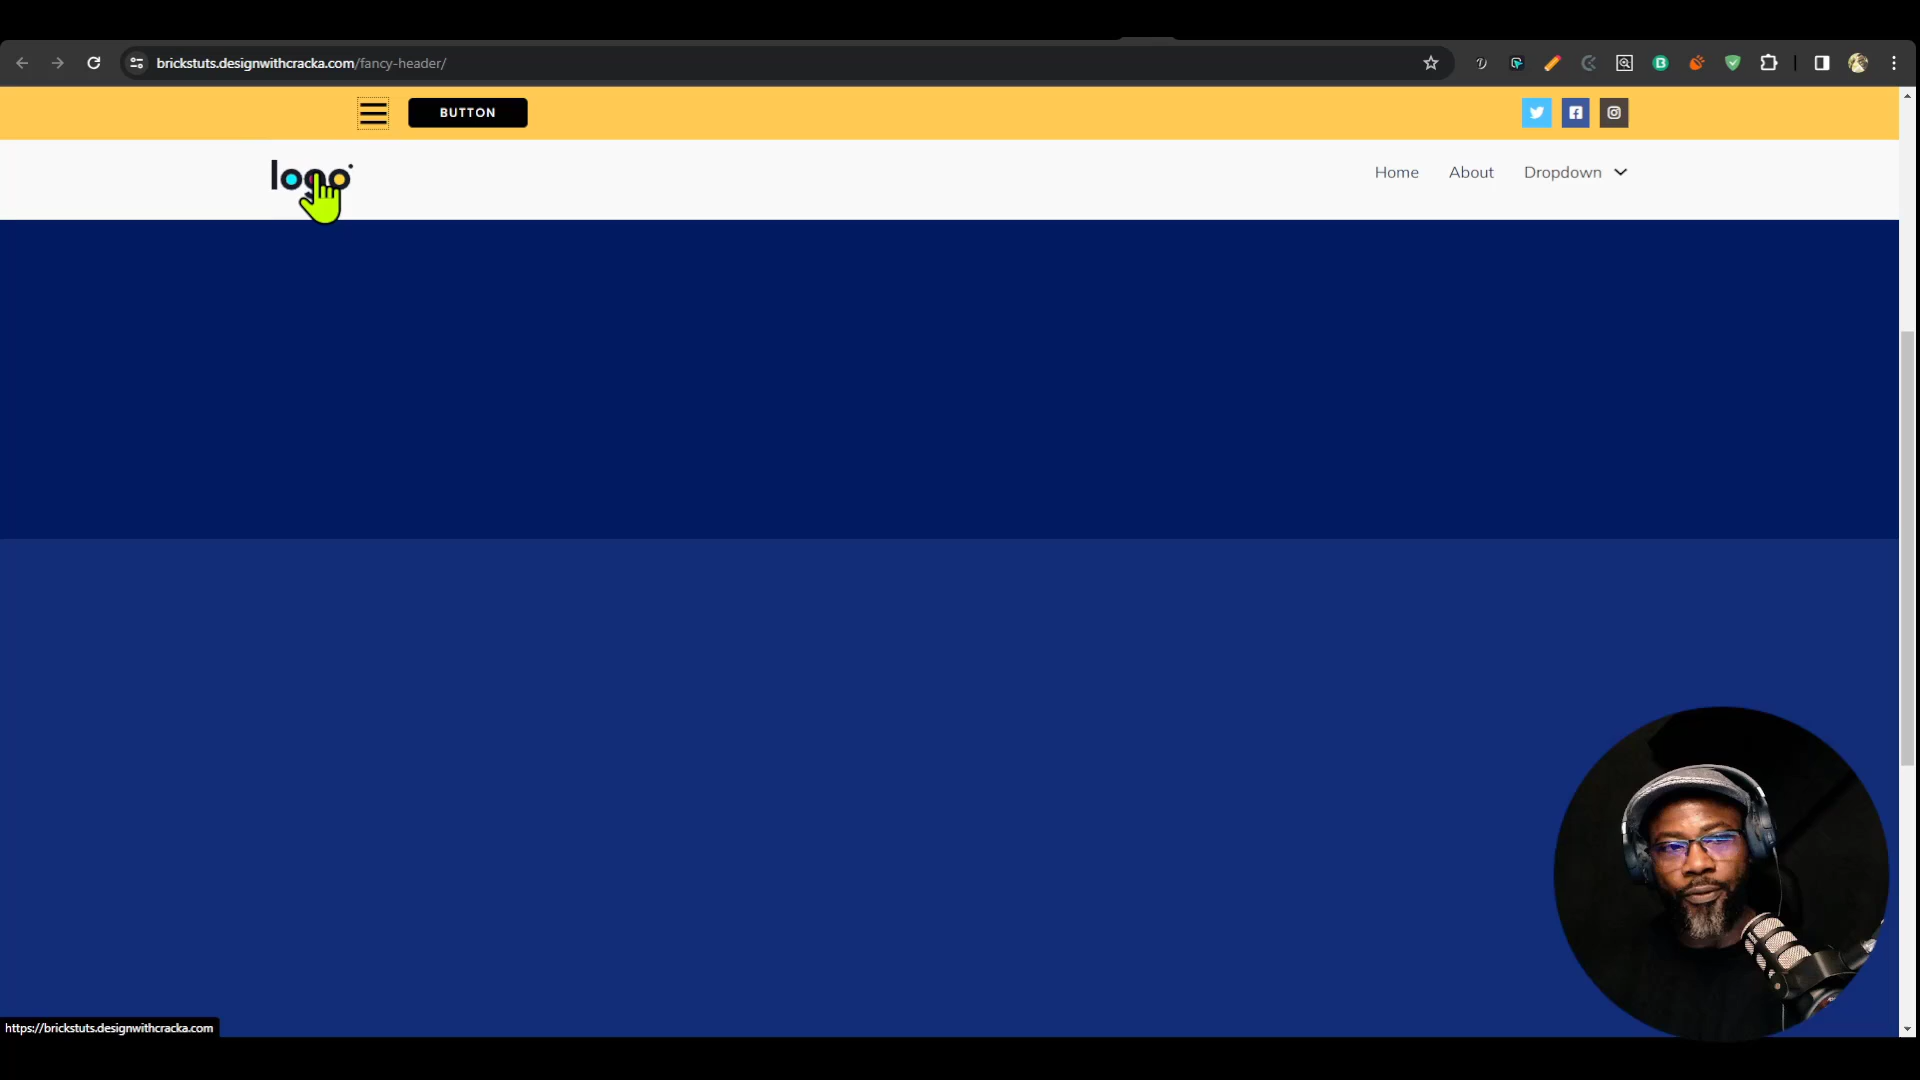 brickstuts.designwithcracka.com/fancy-header/
BUTTON
logo
Home About Dropdown
https://brickstuts.designwithcracka.com